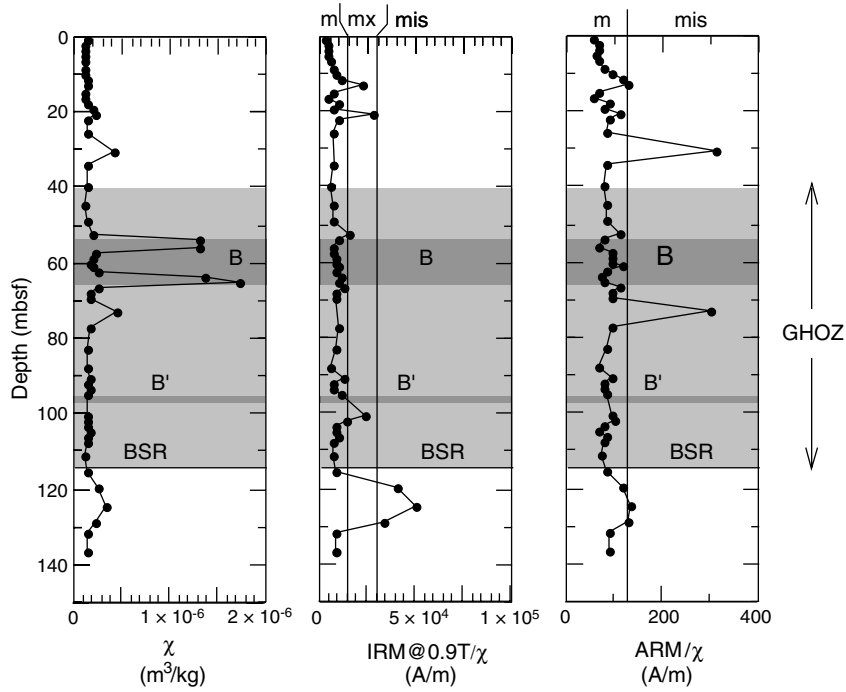 m mx mis
m mis
0
20
40
60
80
100
120
140
Depth (mbsf)
B
B'
BSR
B
B'
BSR
B
B'
BSR
GHOZ
0 1 × 10⁻⁶ 2 × 10⁻⁶
χ
(m³/kg)
0 5 × 10⁴ 1 × 10⁵
IRM@0.9T/χ
(A/m)
0 200 400
ARM/χ
(A/m)